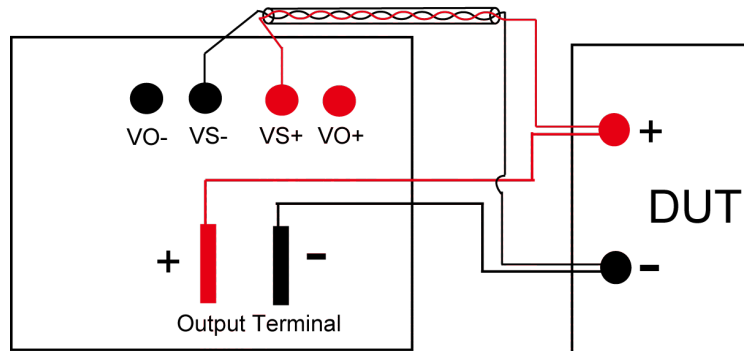 VO- VS- VS+ VO+
+
DUT
+ -
-
Output Terminal